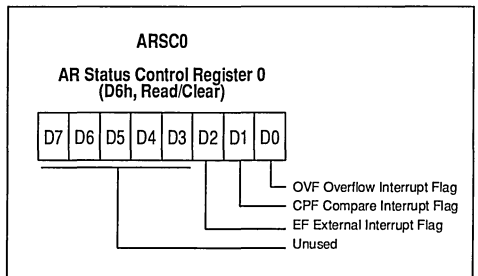 ARSC0
AR Status Control Register 0
(D6h, Read/Clear)
D7 D6 D5 D4 D3 D2 D1 D0
OVF Overflow Interrupt Flag
CPF Compare Interrupt Flag
EF External Interrupt Flag
Unused